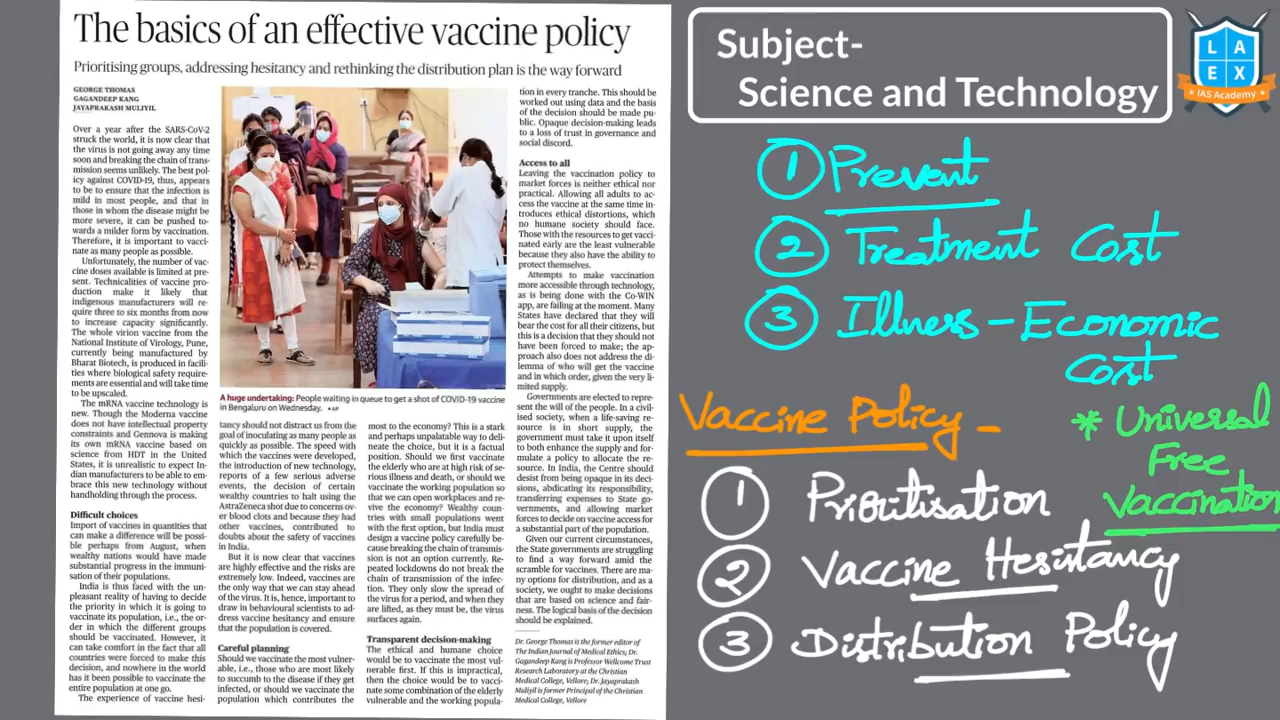 The basics of an effective vaccine policy
Prioritising groups, addressing hesitancy and rethinking the distribution plan is the way forward
GEORGE THOMAS
GAGANDEEP KANG
JAYAPRAKASH MULIYIL
Over a year after the SARS-CoV-2
struck the world, it is now clear that
the virus is not going away any time
soon and breaking the chain of trans-
mission seems unlikely. The best pol-
icy against COVID-19, thus, appears
to be to ensure that the infection is
mild in most people, and that in
those in whom the disease might be
more severe, it can be pushed to-
wards a milder form by vaccination.
Therefore, it is important to vacci-
nate as many people as possible.
Unfortunately, the number of vac-
cine doses available is limited at pre-
sent. Technicalities of vaccine pro-
duction make it likely that
indigenous manufacturers will re-
quire three to six months from now
to increase capacity significantly.
The whole virion vaccine from the
National Institute of Virology, Pune,
currently being manufactured by
Bharat Biotech, is produced in facili-
ties where biological safety require-
ments are essential and will take time
to be upscaled.
The mRNA vaccine technology is
new. Though the Moderna vaccine
does not have intellectual property
constraints and Gennova is making
its own mRNA vaccine based on
science from HDT in the United
States, it is unrealistic to expect In-
dian manufacturers to be able to em-
brace this new technology without
handholding through the process.
Difficult choices
Import of vaccines in quantities that
can make a difference will be possi-
ble perhaps from August, when
wealthy nations would have made
substantial progress in the immuni-
sation of their populations.
India is thus faced with the un-
pleasant reality of having to decide
the priority in which it is going to
vaccinate its population, i.e., the or-
der in which the different groups
should be vaccinated. However, it
can take comfort in the fact that all
countries were forced to make this
decision, and nowhere in the world
has it been possible to vaccinate the
entire population at one go.
The experience of vaccine hesi-
A huge undertaking: People waiting in queue to get a shot of COVID-19 vaccine
in Bengaluru on Wednesday. •AP
tancy should not distract us from the
goal of inoculating as many people as
quickly as possible. The speed with
which the vaccines were developed,
the introduction of new technology,
reports of a few serious adverse
events, the decision of certain
wealthy countries to halt using the
AstraZeneca shot due to concerns ov-
er blood clots and because they had
other vaccines, contributed to
doubts about the safety of vaccines
in India.
But it is now clear that vaccines
are highly effective and the risks are
extremely low. Indeed, vaccines are
the only way that we can stay ahead
of the virus. It is, hence, important to
draw in behavioural scientists to ad-
dress vaccine hesitancy and ensure
that the population is covered.
Careful planning
Should we vaccinate the most vulner-
able, i.e., those who are most likely
to succumb to the disease if they get
infected, or should we vaccinate the
population which contributes the
most to the economy? This is a stark
and perhaps unpalatable way to deli-
neate the choice, but it is a factual
position. Should we first vaccinate
the elderly who are at high risk of se-
rious illness and death, or should we
vaccinate the working population so
that we can open workplaces and re-
vive the economy? Wealthy coun-
tries with small populations went
with the first option, but India must
design a vaccine policy carefully be-
cause breaking the chain of transmis-
sion is not an option currently. Re-
peated lockdowns do not break the
chain of transmission of the infec-
tion. They only slow the spread of
the virus for a period, and when they
are lifted, as they must be, the virus
surfaces again.
Transparent decision-making
The ethical and humane choice
would be to vaccinate the most vul-
nerable first. If this is impractical,
then the choice would be to vacci-
nate some combination of the elderly
vulnerable and the working popula-
tion in every tranche. This should be
worked out using data and the basis
of the decision should be made pu-
blic. Opaque decision-making leads
to a loss of trust in governance and
social discord.
Access to all
Leaving the vaccination policy to
market forces is neither ethical nor
practical. Allowing all adults to ac-
cess the vaccine at the same time in-
troduces ethical distortions, which
no humane society should face.
Those with the resources to get vacci-
nated early are the least vulnerable
because they also have the ability to
protect themselves.
Attempts to make vaccination
more accessible through technology,
as is being done with the Co-WIN
app, are failing at the moment. Many
States have declared that they will
bear the cost for all their citizens, but
this is a decision that they should not
have been forced to make; the ap-
proach also does not address the di-
lemma of who will get the vaccine
and in which order, given the very li-
mited supply.
Governments are elected to repre-
sent the will of the people. In a civil-
ised society, when a life-saving re-
source is in short supply, the
government must take it upon itself
to both enhance the supply and for-
mulate a policy to allocate the re-
source. In India, the Centre should
desist from being opaque in its deci-
sions, abdicating its responsibility,
transferring expenses to State go-
vernments, and allowing market
forces to decide on vaccine access for
a substantial part of the population.
Given our current circumstances,
the State governments are struggling
to find a way forward amid the
scramble for vaccines. There are ma-
ny options for distribution, and as a
society, we ought to make decisions
that are based on science and fair-
ness. The logical basis of the decision
should be explained.
Dr. George Thomas is the former editor of
The Indian Journal of Medical Ethics; Dr.
Gagandeep Kang is Professor Wellcome Trust
Research Laboratory at the Christian
Medical College, Vellore; Dr. Jayaprakash
Muliyil is former Principal of the Christian
Medical College, Vellore
Subject-
Science and Technology
LA
EX
IAS Academy
1 Prevent
2 Treatment Cost
3 Illness - Economic
Cost
Vaccine Policy -
* Universal
Free
Vaccination
1 Prioritisation
2 Vaccine Hesintancy
3 Distribution Policy